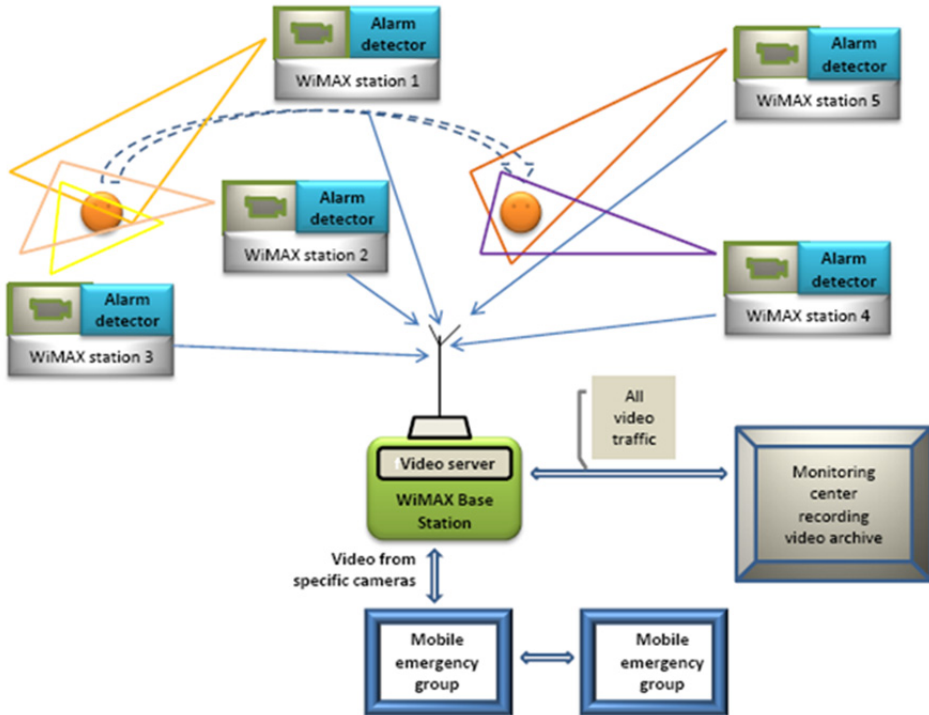 Alarm
detector
WiMAX station 1
Alarm
detector
WiMAX station 5
Alarm
detector
WiMAX station 2
Alarm
detector
WiMAX station 4
Alarm
detector
WiMAX station 3
All
video
traffic
Video server
WiMAX Base
Station
Monitoring
center
recording
video archive
Video from
specific cameras
Mobile
emergency
group
Mobile
emergency
group